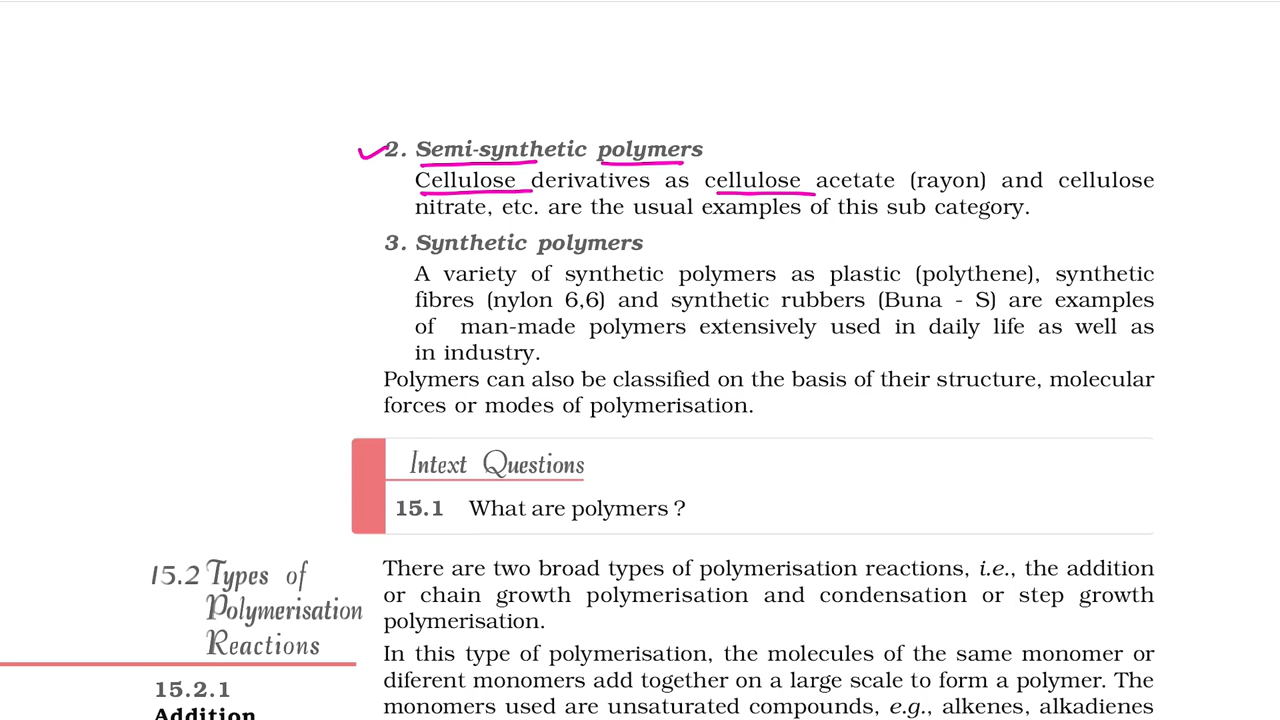 2. Semi-synthetic polymers
Cellulose derivatives as cellulose acetate (rayon) and cellulose
nitrate, etc. are the usual examples of this sub category.
3. Synthetic polymers
A variety of synthetic polymers as plastic (polythene), synthetic
fibres (nylon 6,6) and synthetic rubbers (Buna - S) are examples
of man-made polymers extensively used in daily life as well as
in industry.
Polymers can also be classified on the basis of their structure, molecular
forces or modes of polymerisation.
Intext Questions
15.1 What are polymers ?
15.2 Types of
Polymerisation
Reactions
There are two broad types of polymerisation reactions, i.e., the addition
or chain growth polymerisation and condensation or step growth
polymerisation.
15.2.1
Addition
In this type of polymerisation, the molecules of the same monomer or
diferent monomers add together on a large scale to form a polymer. The
monomers used are unsaturated compounds, e.g., alkenes, alkadienes